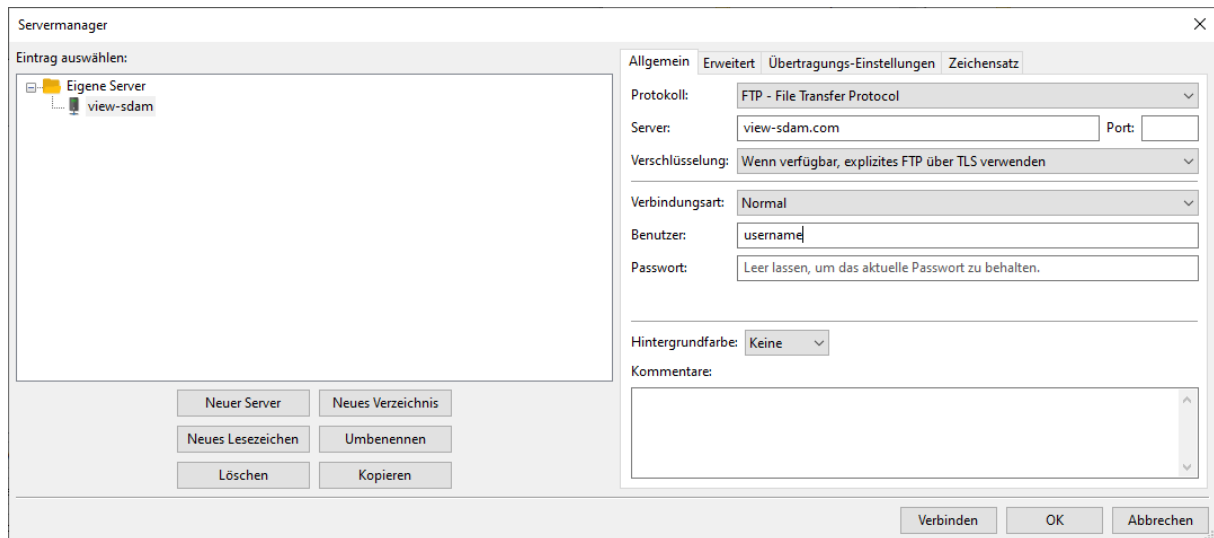 Servermanager
Eintrag auswählen:
Eigene Server
view-sdam
Neuer Server Neues Verzeichnis
Neues Lesezeichen Umbenennen
Löschen Kopieren
Allgemein Erweitert Übertragungs-Einstellungen Zeichensatz
Protokoll: FTP - File Transfer Protocol
Server: view-sdam.com Port:
Verschlüsselung: Wenn verfügbar, explizites FTP über TLS verwenden
Verbindungsart: Normal
Benutzer: username
Passwort: Leer lassen, um das aktuelle Passwort zu behalten.
Hintergrundfarbe: Keine
Kommentare:
Verbinden OK Abbrechen